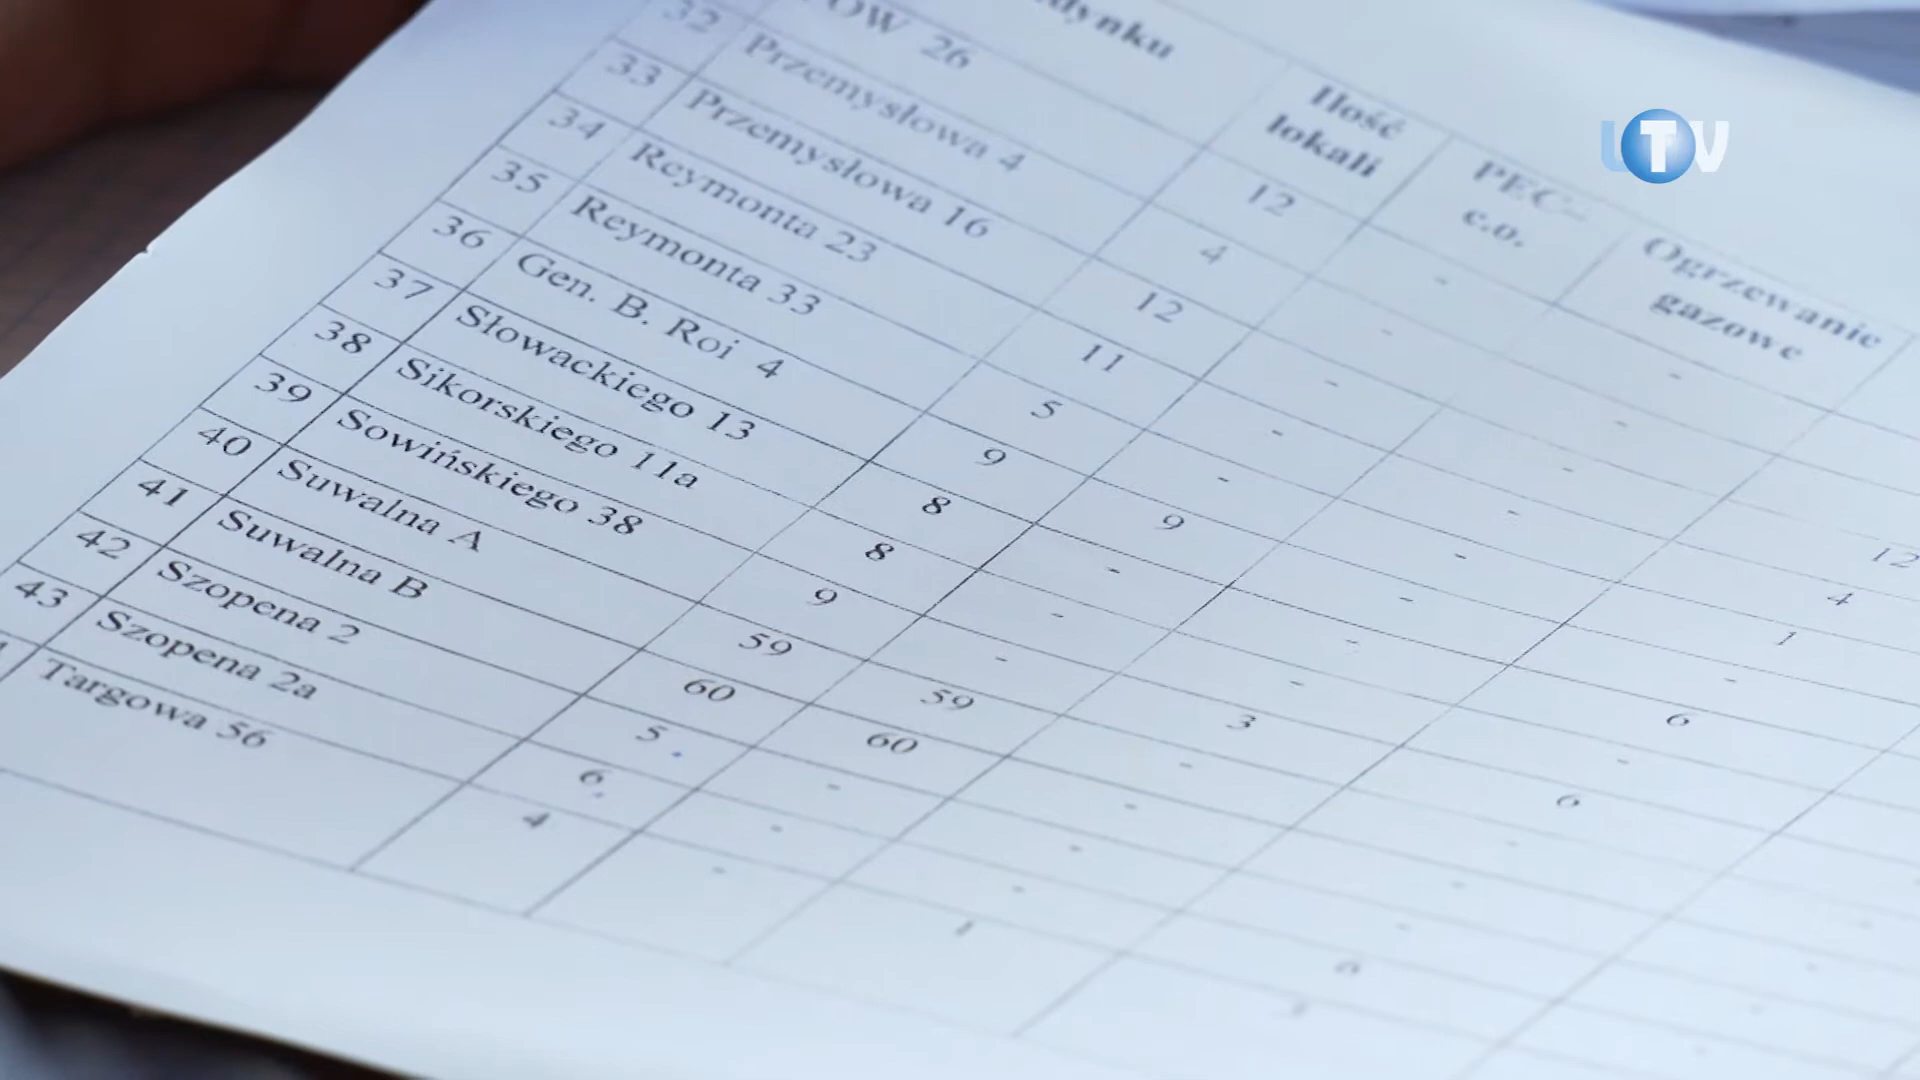 dynku Ilość lokali PEC– c.o. Ogrzewanie gazowe
OW 26 12 - -
32 Przemysłowa 4 4 - -
33 Przemysłowa 16 12 - - 12
34 Reymonta 23 11 - - 4
35 Reymonta 33 5 - - 1
36 Gen. B. Roi 4 9 9 - -
37 Słowackiego 13 8 - - 6
38 Sikorskiego 11a 8 - - -
39 Sowińskiego 38 9 - 3 6
40 Suwalna A 59 59 - -
41 Suwalna B 60 60 - -
42 Szopena 2 5 - - -
43 Szopena 2a 6 - -
Targowa 56 4 - 1
LTV